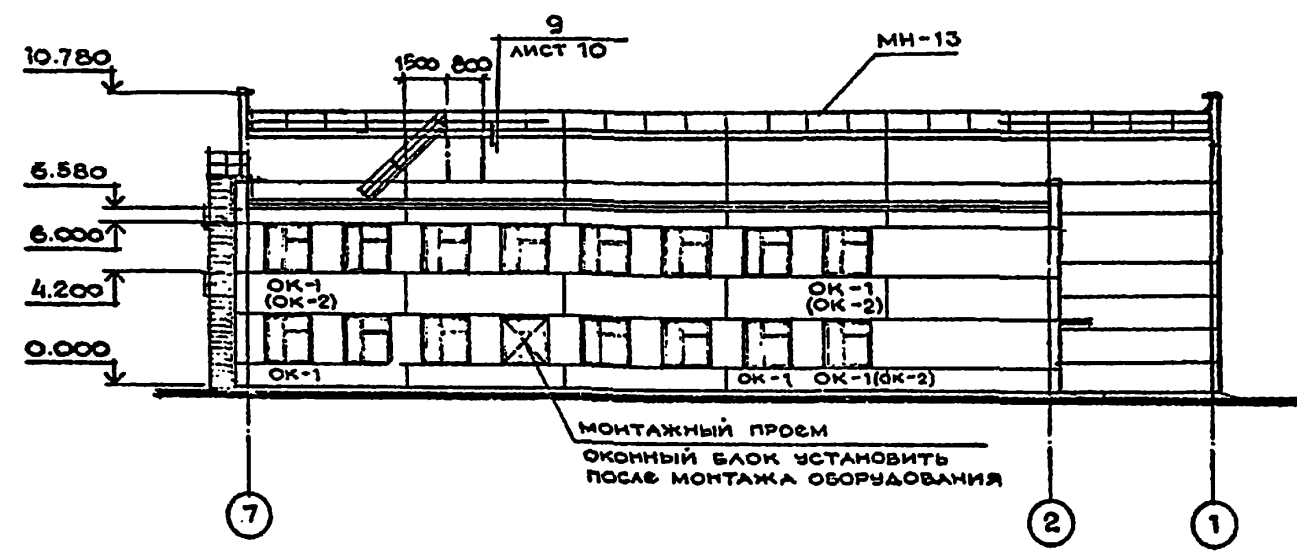 9
ЛИСТ 10
МН-13
10.780
1500 800
6.580
6.000
4.200
ОК-1
(ОК-2)
ОК-1
(ОК-2)
0.000
ОК-1
ОК-1 ОК-1(ОК-2)
МОНТАЖНЫЙ ПРОЕМ
ОКОННЫЙ БЛОК УСТАНОВИТЬ
ПОСЛЕ МОНТАЖА ОБОРУДОВАНИЯ
7
2
1